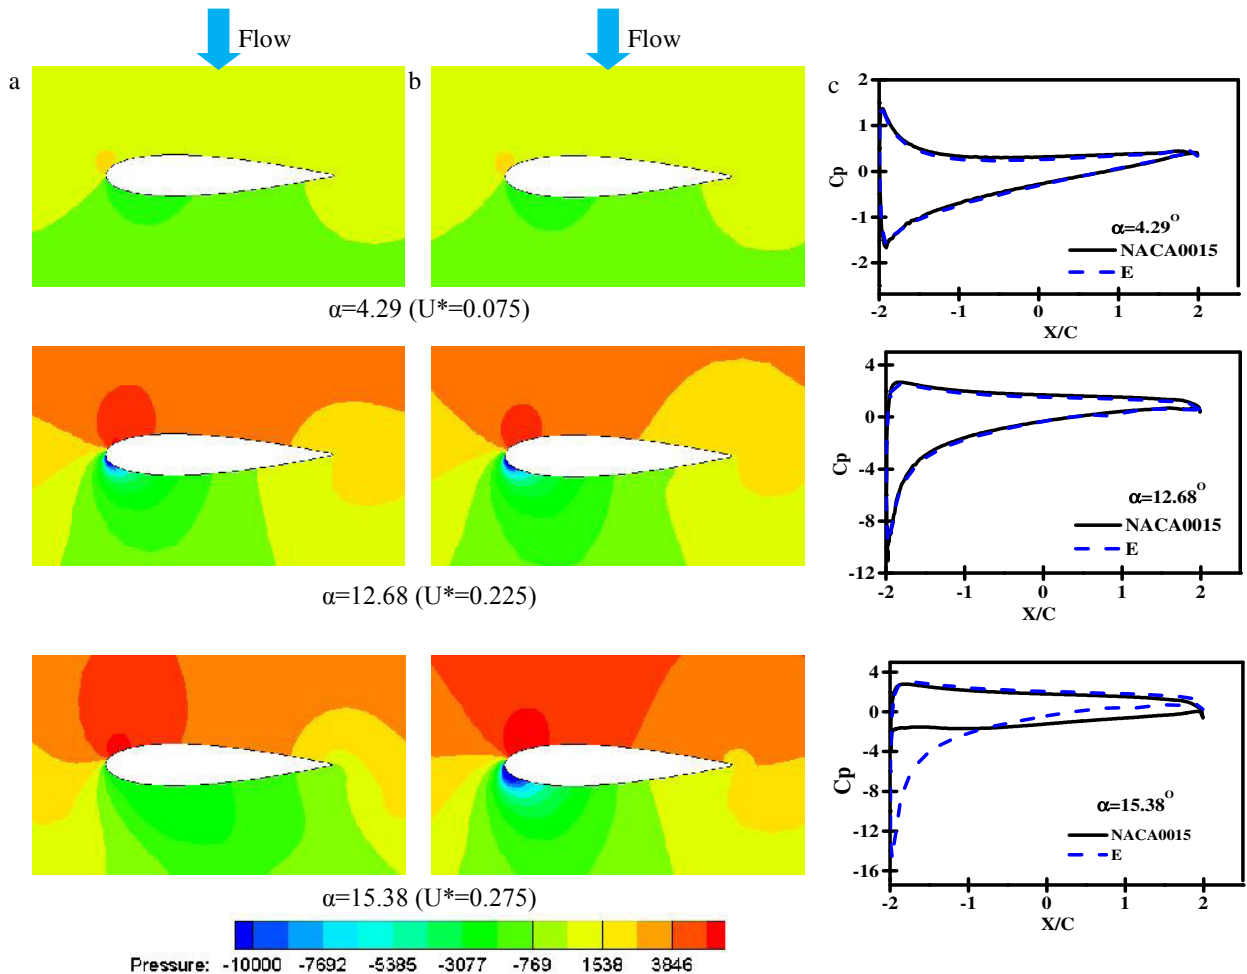 Flow
Flow
a
b
c
2
1
0
-1
-2
Cp
α=4.29°
NACA0015
E
-2 -1 0 1 2
X/C
α=4.29 (U*=0.075)
4
0
-4
-8
-12
Cp
α=12.68°
NACA0015
E
-2 -1 0 1 2
X/C
α=12.68 (U*=0.225)
4
0
-4
-8
-12
-16
Cp
α=15.38°
NACA0015
E
-2 -1 0 1 2
X/C
α=15.38 (U*=0.275)
Pressure: -10000 -7692 -5385 -3077 -769 1538 3846